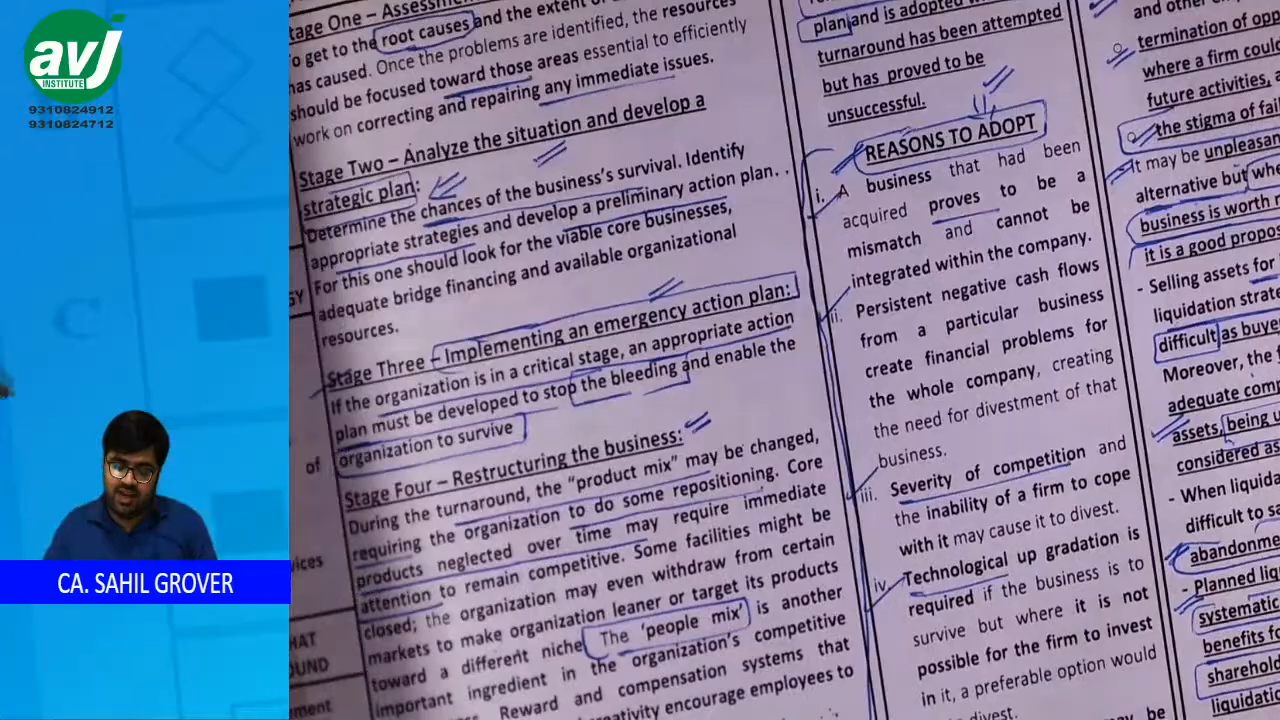 avj
INSTITUTE
9310824912
9310824712
CA. SAHIL GROVER
of
Stage One – Assessment
to get to the root causes and the extent of
has caused. Once the problems are identified, the resources
should be focused toward those areas essential to efficiently
work on correcting and repairing any immediate issues.
Stage Two – Analyze the situation and develop a
strategic plan:
Determine the chances of the business's survival. Identify
appropriate strategies and develop a preliminary action plan. .
For this one should look for the viable core businesses,
adequate bridge financing and available organizational
resources.
Stage Three – Implementing an emergency action plan:
If the organization is in a critical stage, an appropriate action
plan must be developed to stop the bleeding and enable the
organization to survive
Stage Four – Restructuring the business:
During the turnaround, the "product mix" may be changed,
requiring the organization to do some repositioning. Core
products neglected over time may require immediate
attention to remain competitive. Some facilities might be
closed; the organization may even withdraw from certain
markets to make organization leaner or target its products
toward a different niche The 'people mix' is another
important ingredient in the organization's competitive
Reward and compensation systems that
encourage employees to
plan and is adopted
turnaround has been attempted
but has proved to be
unsuccessful.
REASONS TO ADOPT
i. A business that had been
acquired proves to be a
mismatch and cannot be
integrated within the company.
ii. Persistent negative cash flows
from a particular business
create financial problems for
the whole company, creating
the need for divestment of that
business.
iii. Severity of competition and
the inability of a firm to cope
with it may cause it to divest.
iv Technological up gradation is
required if the business is to
survive but where it is not
possible for the firm to invest
in it, a preferable option would
divest.
may be
and other
termination of
where a firm
future activities,
the stigma of
It may be unpleasant
alternative but
business is worth
it is a good
- Selling assets for
liquidation
difficult as
Moreover, the
adequate
assets, being
considered as
- When
difficult to
- Planned
systematic
benefits